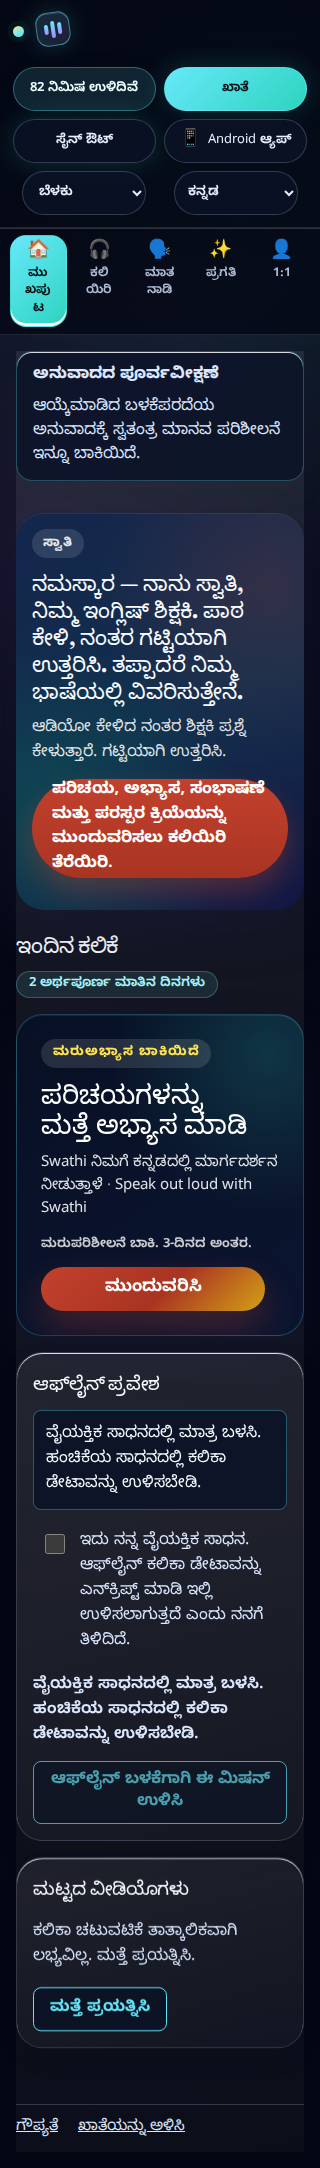 82 ನಿಮಿಷ ಉಳಿದಿವೆ
ಖಾತೆ
ಸೈನ್ ಔಟ್
Android ಆ್ಯಪ್
ಬೆಳಕು
ಕನ್ನಡ
ಮು
ಖಪು
ಟ
ಕಲಿ
ಯಿರಿ
ಮಾತ
ನಾಡಿ
ಪ್ರಗತಿ
1:1
ಅನುವಾದದ ಪೂರ್ವವೀಕ್ಷಣೆ
ಆಯ್ಕೆಮಾಡಿದ ಬಳಕೆಪರದೆಯ
ಅನುವಾದಕ್ಕೆ ಸ್ವತಂತ್ರ ಮಾನವ ಪರಿಶೀಲನೆ
ಇನ್ನೂ ಬಾಕಿಯಿದೆ.
ಸ್ವಾತಿ
ನಮಸ್ಕಾರ — ನಾನು ಸ್ವಾತಿ,
ನಿಮ್ಮ ಇಂಗ್ಲಿಷ್ ಶಿಕ್ಷಕಿ. ಪಾಠ
ಕೇಳಿ, ನಂತರ ಗಟ್ಟಿಯಾಗಿ
ಉತ್ತರಿಸಿ. ತಪ್ಪಾದರೆ ನಿಮ್ಮ
ಭಾಷೆಯಲ್ಲಿ ವಿವರಿಸುತ್ತೇನೆ.
ಆಡಿಯೋ ಕೇಳಿದ ನಂತರ ಶಿಕ್ಷಕಿ ಪ್ರಶ್ನೆ
ಕೇಳುತ್ತಾರೆ. ಗಟ್ಟಿಯಾಗಿ ಉತ್ತರಿಸಿ.
ಪರಿಚಯ, ಅಭ್ಯಾಸ, ಸಂಭಾಷಣೆ
ಮತ್ತು ಪರಸ್ಪರ ಕ್ರಿಯೆಯನ್ನು
ಮುಂದುವರಿಸಲು ಕಲಿಯಿರಿ
ತೆರೆಯಿರಿ.
ಇಂದಿನ ಕಲಿಕೆ
2 ಅರ್ಥಪೂರ್ಣ ಮಾತಿನ ದಿನಗಳು
ಮರುಅಭ್ಯಾಸ ಬಾಕಿಯಿದೆ
ಪರಿಚಯಗಳನ್ನು
ಮತ್ತೆ ಅಭ್ಯಾಸ ಮಾಡಿ
Swathi ನಿಮಗೆ ಕನ್ನಡದಲ್ಲಿ ಮಾರ್ಗದರ್ಶನ
ನೀಡುತ್ತಾಳೆ · Speak out loud with
Swathi
ಮರುಪರಿಶೀಲನೆ ಬಾಕಿ. 3-ದಿನದ ಅಂತರ.
ಮುಂದುವರಿಸಿ
ಆಫ್‌ಲೈನ್ ಪ್ರವೇಶ
ವೈಯಕ್ತಿಕ ಸಾಧನದಲ್ಲಿ ಮಾತ್ರ ಬಳಸಿ.
ಹಂಚಿಕೆಯ ಸಾಧನದಲ್ಲಿ ಕಲಿಕಾ
ಡೇಟಾವನ್ನು ಉಳಿಸಬೇಡಿ.
ಇದು ನನ್ನ ವೈಯಕ್ತಿಕ ಸಾಧನ.
ಆಫ್‌ಲೈನ್ ಕಲಿಕಾ ಡೇಟಾವನ್ನು
ಎನ್‌ಕ್ರಿಪ್ಟ್ ಮಾಡಿ ಇಲ್ಲಿ
ಉಳಿಸಲಾಗುತ್ತದೆ ಎಂದು ನನಗೆ
ತಿಳಿದಿದೆ.
ವೈಯಕ್ತಿಕ ಸಾಧನದಲ್ಲಿ ಮಾತ್ರ ಬಳಸಿ.
ಹಂಚಿಕೆಯ ಸಾಧನದಲ್ಲಿ ಕಲಿಕಾ
ಡೇಟಾವನ್ನು ಉಳಿಸಬೇಡಿ.
ಆಫ್‌ಲೈನ್ ಬಳಕೆಗಾಗಿ ಈ ಮಿಷನ್
ಉಳಿಸಿ
ಮಟ್ಟದ ವೀಡಿಯೊಗಳು
ಕಲಿಕಾ ಚಟುವಟಿಕೆ ತಾತ್ಕಾಲಿಕವಾಗಿ
ಲಭ್ಯವಿಲ್ಲ. ಮತ್ತೆ ಪ್ರಯತ್ನಿಸಿ.
ಮತ್ತೆ ಪ್ರಯತ್ನಿಸಿ
ಗೌಪ್ಯತೆ
ಖಾತೆಯನ್ನು ಅಳಿಸಿ